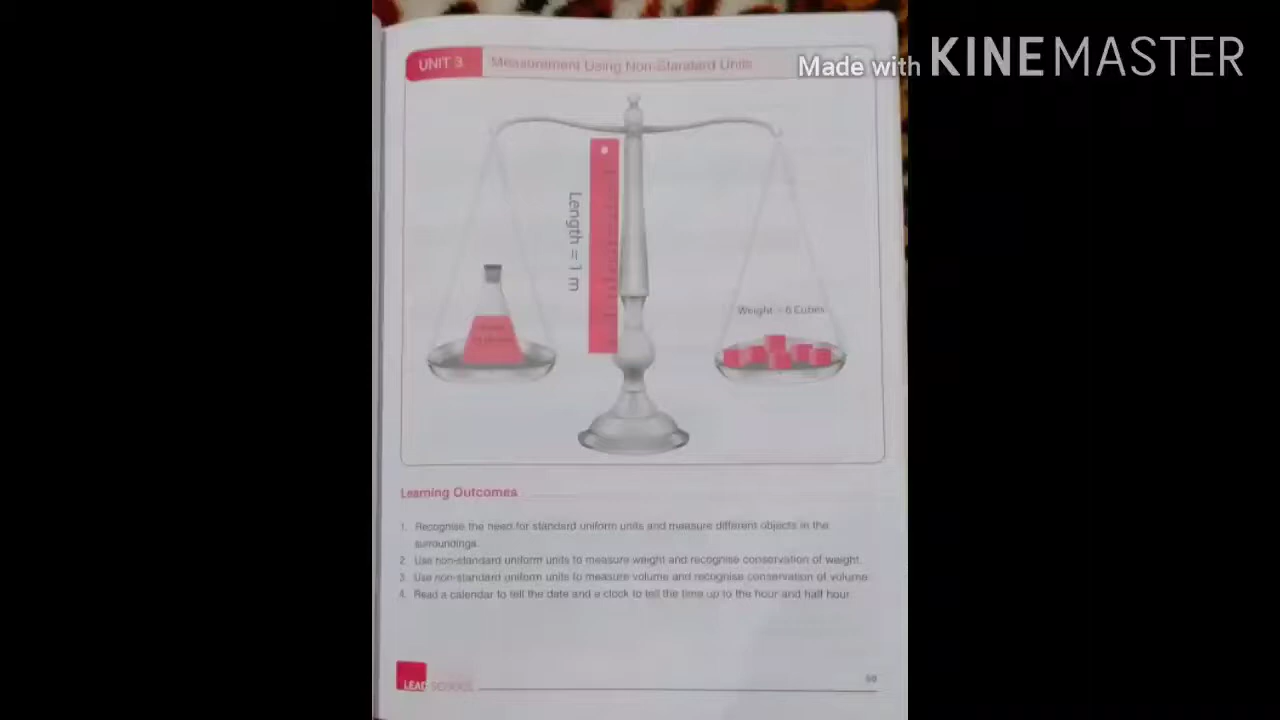 Made with KINEMASTER
UNIT 3 Measurement Using Non-Standard Units
Length = 1 m
Weight = 6 Cubes
Learning Outcomes
1. Recognise the need for standard uniform units and measure different objects in the
surroundings.
2. Use non-standard uniform units to measure weight and recognise conservation of weight.
3. Use non-standard uniform units to measure volume and recognise conservation of volume.
4. Read a calendar to tell the date and a clock to tell the time up to the hour and half hour.
LEAD SCHOOL